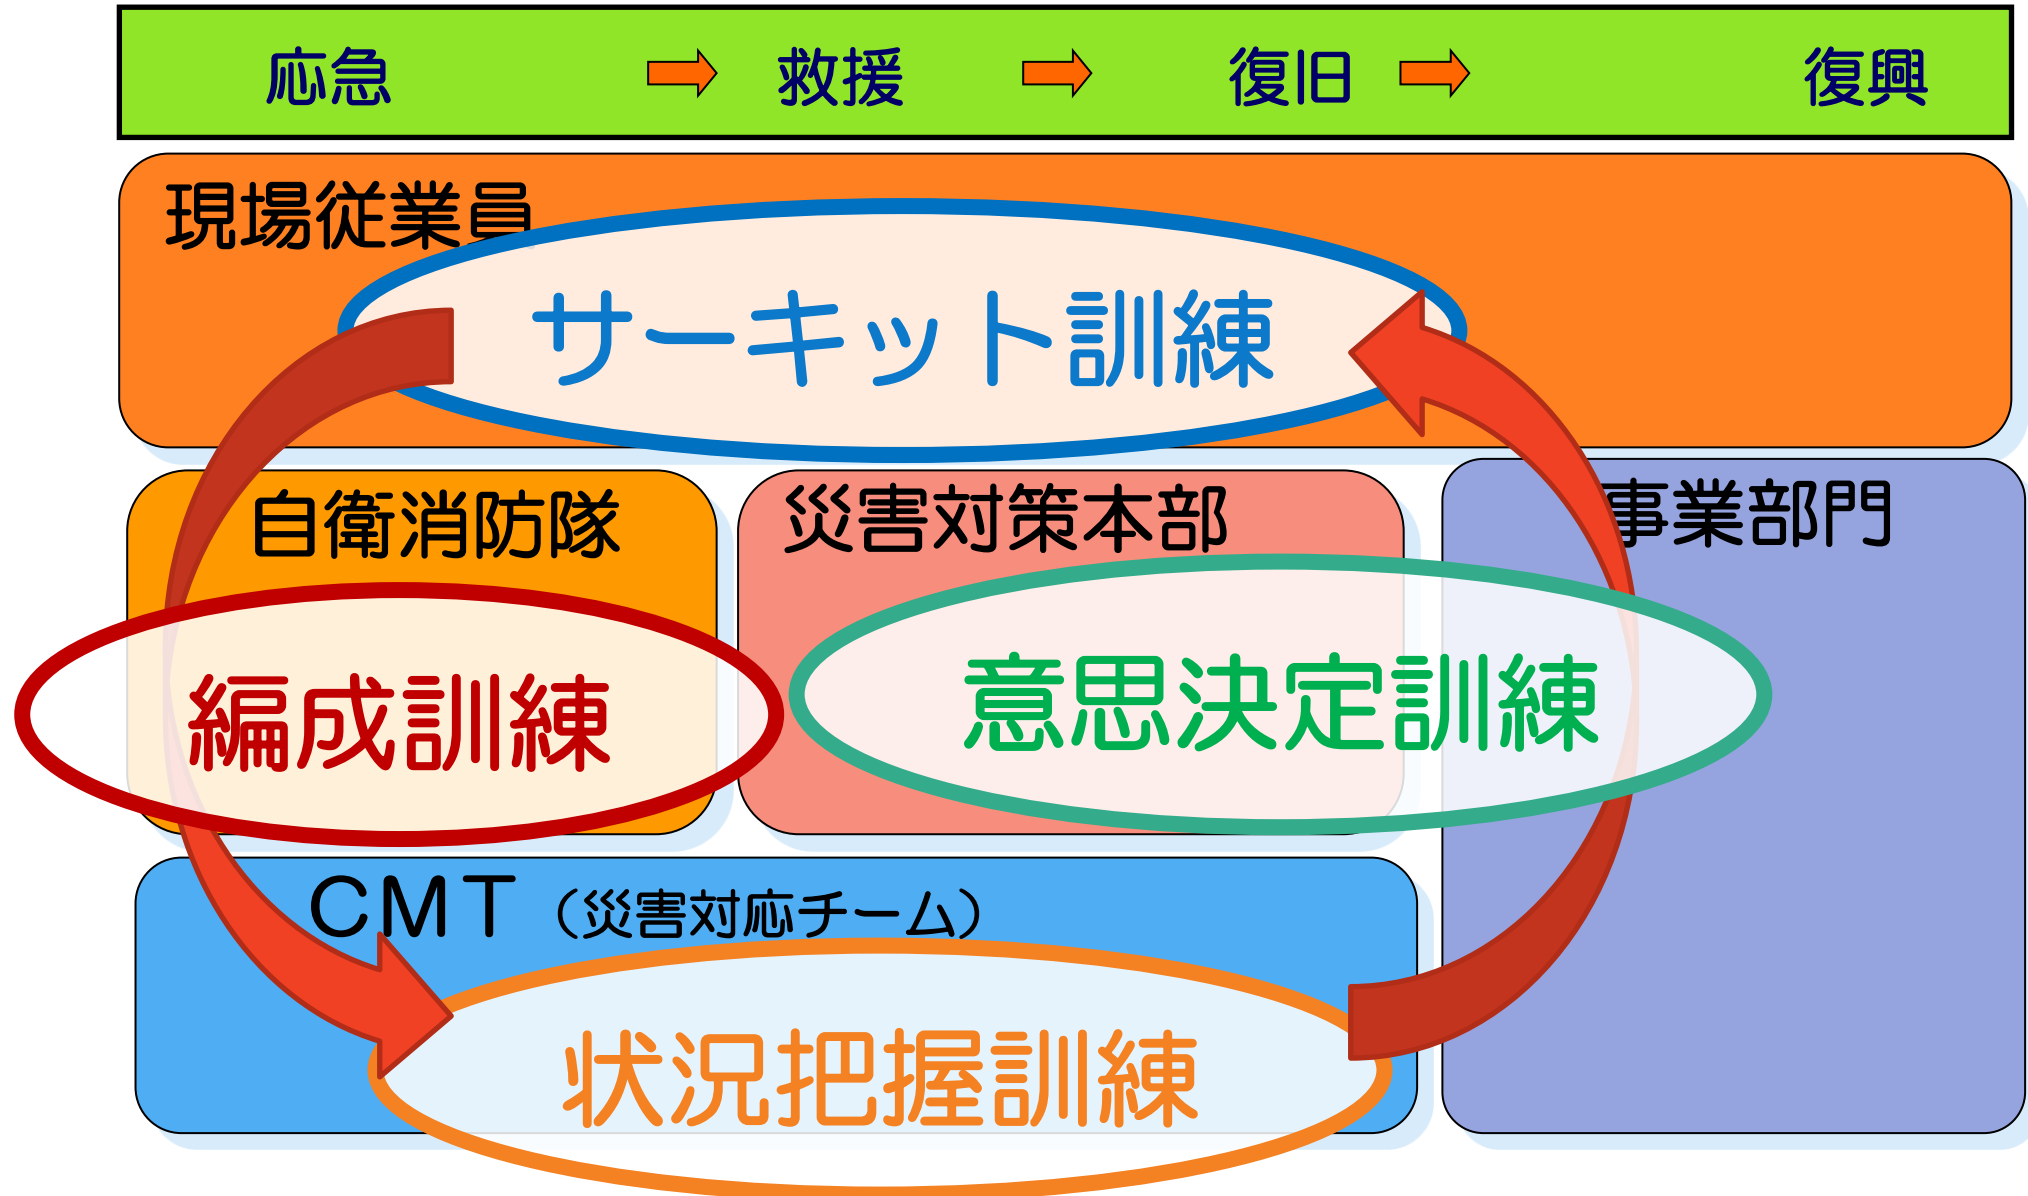 応急 救援 復旧 復興
現場従業員
サーキット訓練
自衛消防隊
災害対策本部
事業部門
編成訓練
意思決定訓練
CMT（災害対応チーム）
状況把握訓練